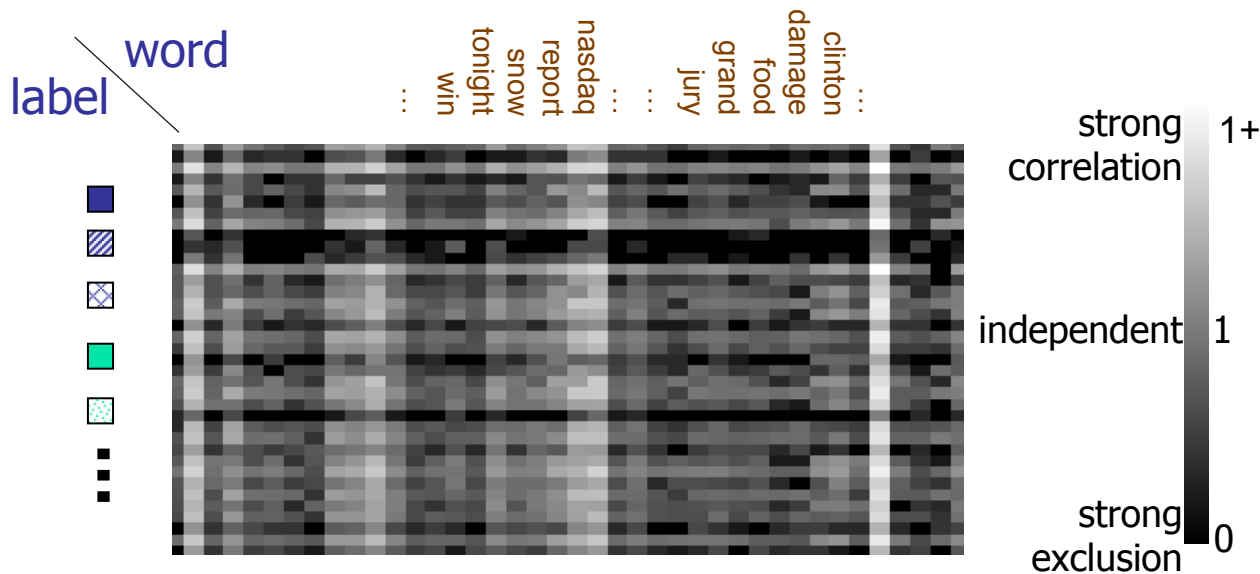 word
label
…
win
tonight
snow
report
nasdaq
…
…
jury
grand
food
damage
clinton
…
strong
correlation
1+
independent
1
strong
exclusion
0